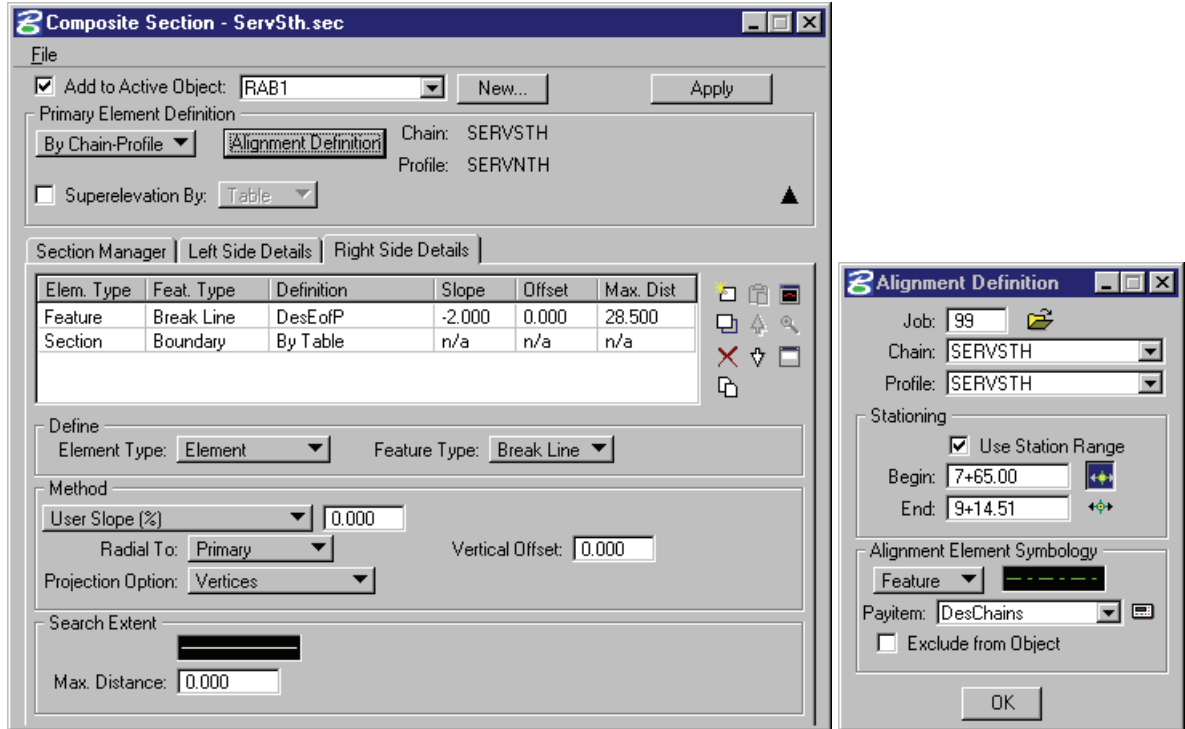 Composite Section - ServSth.sec
File
Add to Active Object: RAB1 New... Apply
Primary Element Definition
By Chain-Profile Alignment Definition Chain: SERVSTH
Profile: SERVNTH
Superelevation By: Table
Section Manager Left Side Details Right Side Details
Elem. Type Feat. Type Definition Slope Offset Max. Dist
Feature Break Line DesEofP -2.000 0.000 28.500
Section Boundary By Table n/a n/a n/a
Define
Element Type: Element Feature Type: Break Line
Method
User Slope (%) 0.000
Radial To: Primary Vertical Offset: 0.000
Projection Option: Vertices
Search Extent
Max. Distance: 0.000
Alignment Definition
Job: 99
Chain: SERVSTH
Profile: SERVSTH
Stationing
Use Station Range
Begin: 7+65.00
End: 9+14.51
Alignment Element Symbology
Feature
Payitem: DesChains
Exclude from Object
OK